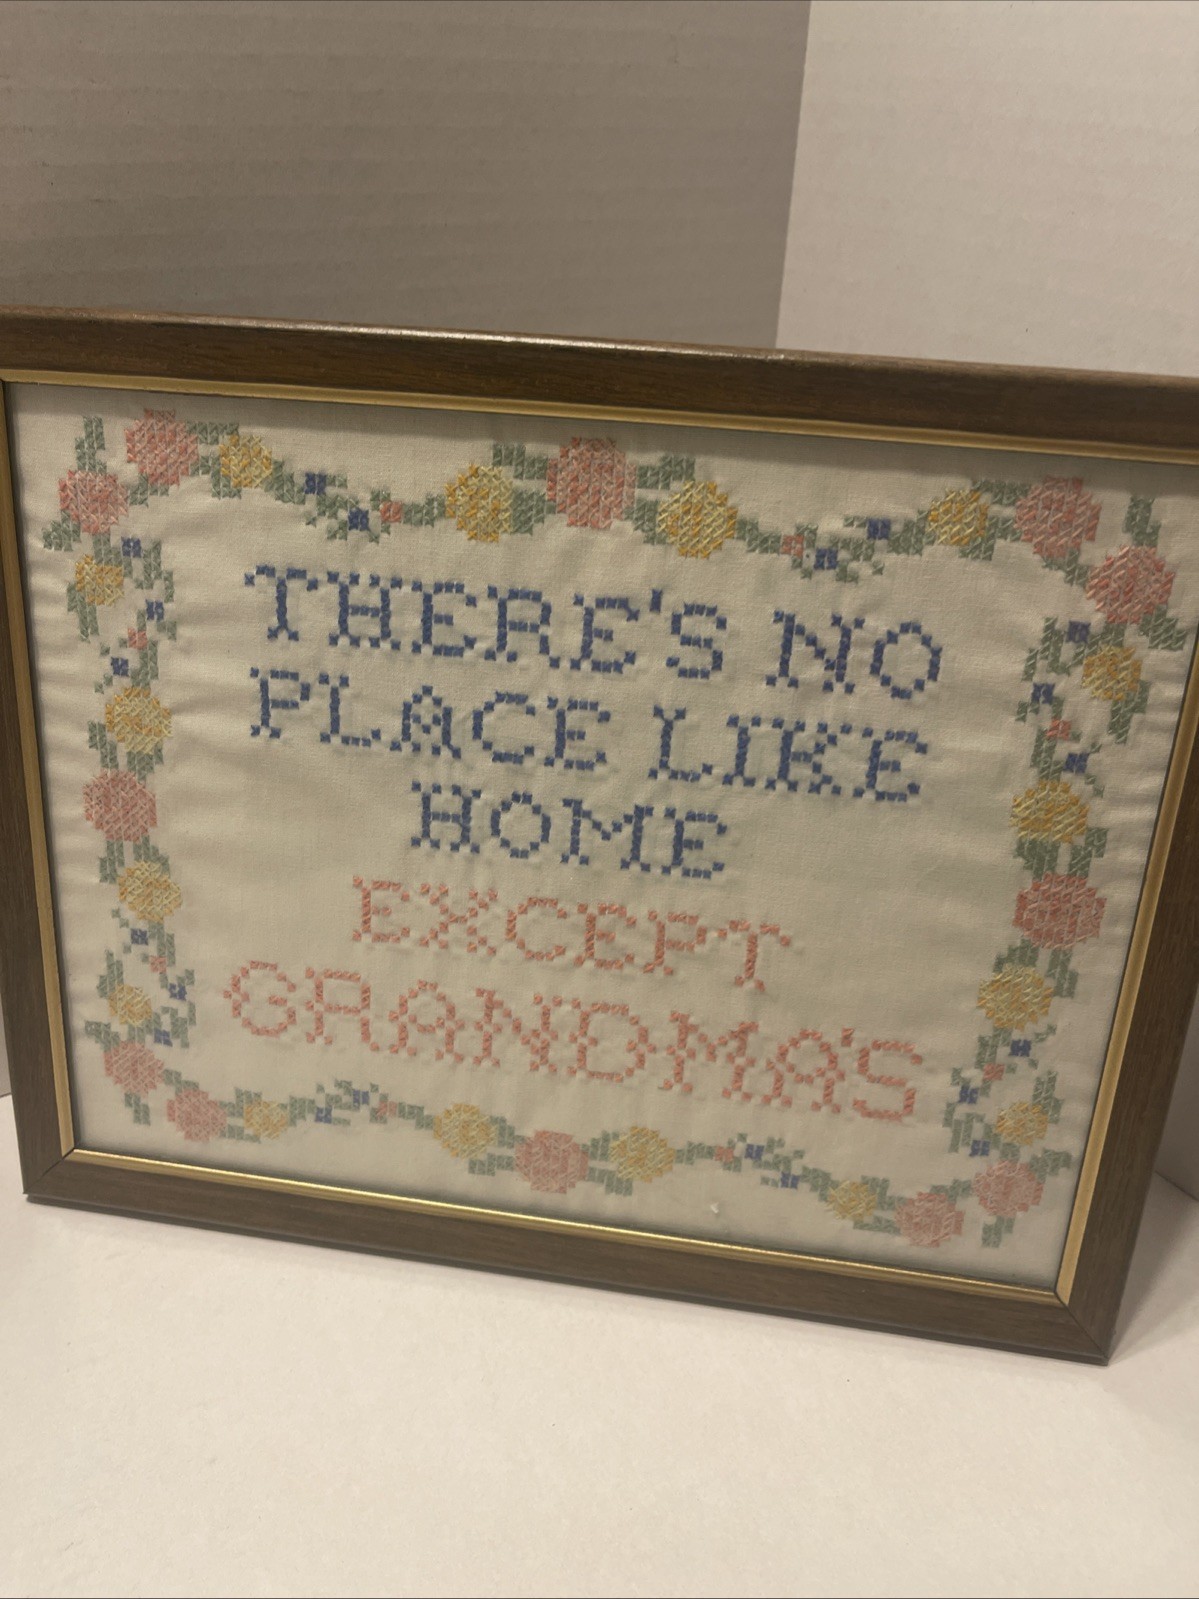 THERE'S NO
PLACE LIKE
HOME
EXCEPT
GRANDMA'S